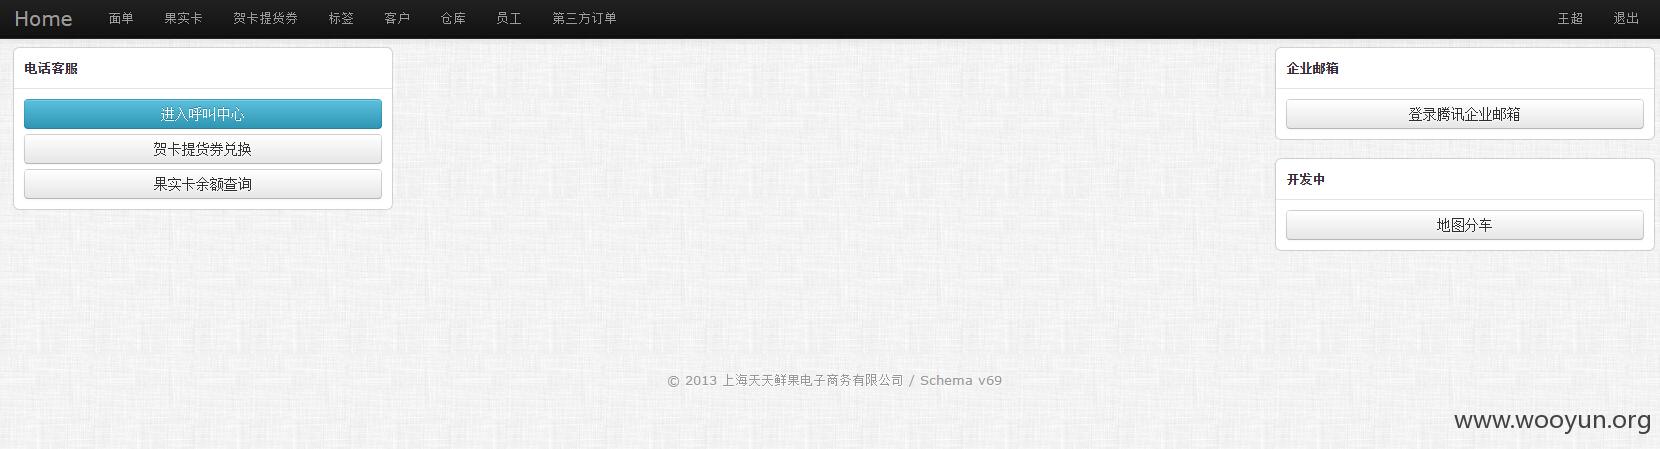 Home 面单 果实卡 贺卡提货券 标签 客户 仓库 员工 第三方订单 王超 退出
电话客服
进入呼叫中心
贺卡提货券兑换
果实卡余额查询
企业邮箱
登录腾讯企业邮箱
开发中
地图分车
© 2013 上海天天鲜果电子商务有限公司 / Schema v69
www.wooyun.org